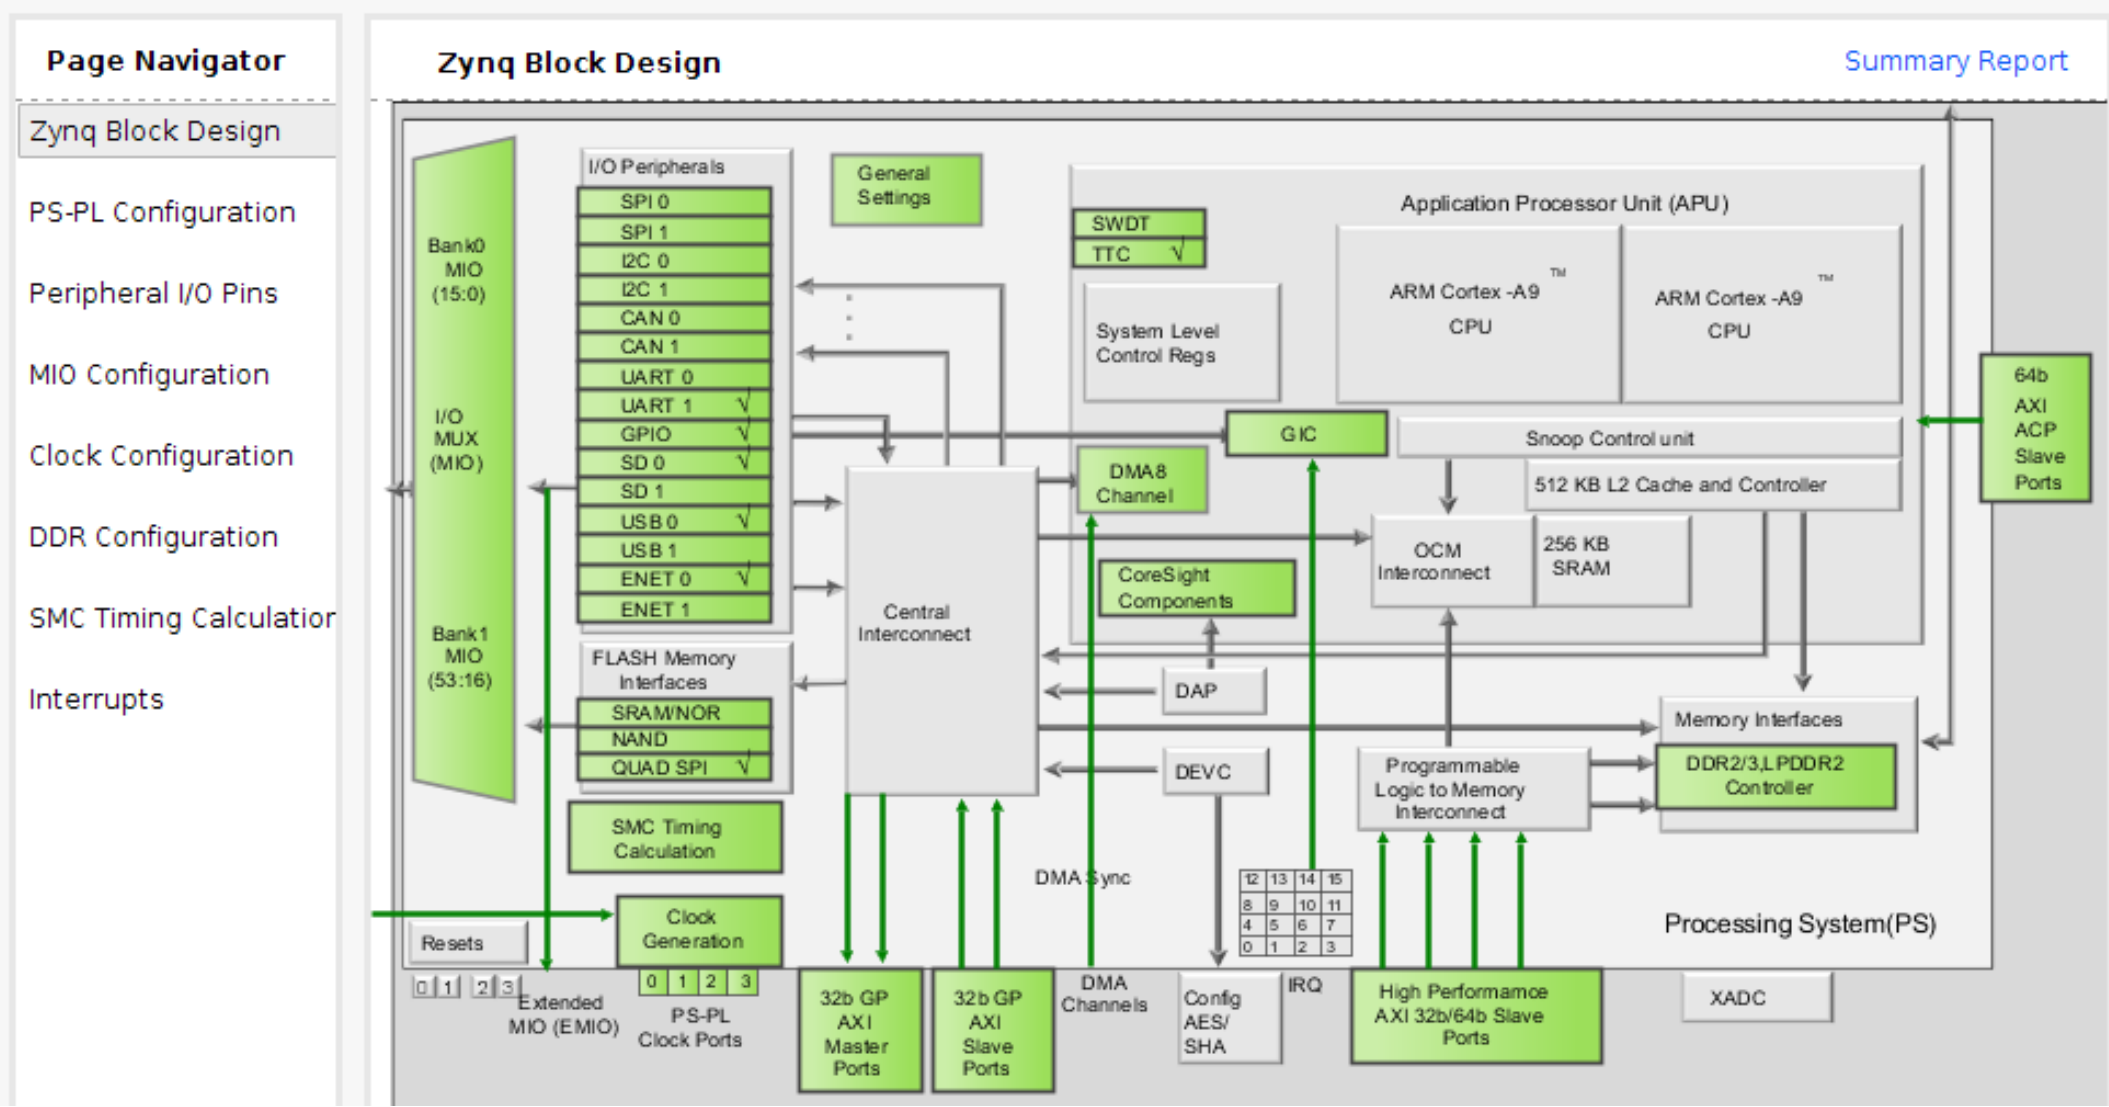 Page Navigator
Zynq Block Design
PS-PL Configuration
Peripheral I/O Pins
MIO Configuration
Clock Configuration
DDR Configuration
SMC Timing Calculation
Interrupts
Zynq Block Design
Summary Report
Bank0
MIO
(15:0)
I/O
MUX
(MIO)
Bank1
MIO
(53:16)
I/O Peripherals
SPI 0
SPI 1
I2C 0
I2C 1
CAN 0
CAN 1
UART 0
UART 1 √
GPIO √
SD 0 √
SD 1
USB 0 √
USB 1
ENET 0 √
ENET 1
FLASH Memory
Interfaces
SRAM/NOR
NAND
QUAD SPI √
SMC Timing
Calculation
Clock
Generation
0 1 2 3
PS-PL
Clock Ports
Resets
0 1 2 3
Extended
MIO (EMIO)
General
Settings
Central
Interconnect
32b GP
AXI
Master
Ports
32b GP
AXI
Slave
Ports
Application Processor Unit (APU)
SWDT
TTC √
System Level
Control Regs
ARM Cortex -A9 ™
CPU
ARM Cortex -A9 ™
CPU
GIC
Snoop Control unit
DMA8
Channel
512 KB L2 Cache and Controller
OCM
Interconnect
256 KB
SRAM
CoreSight
Components
DAP
DEVC
Memory Interfaces
DDR2/3,LPDDR2
Controller
Programmable
Logic to Memory
Interconnect
DMA Sync
12 13 14 15
8 9 10 11
4 5 6 7
0 1 2 3
IRQ
DMA
Channels
Config
AES/
SHA
High Performamce
AXI 32b/64b Slave
Ports
Processing System(PS)
XADC
64b
AXI
ACP
Slave
Ports